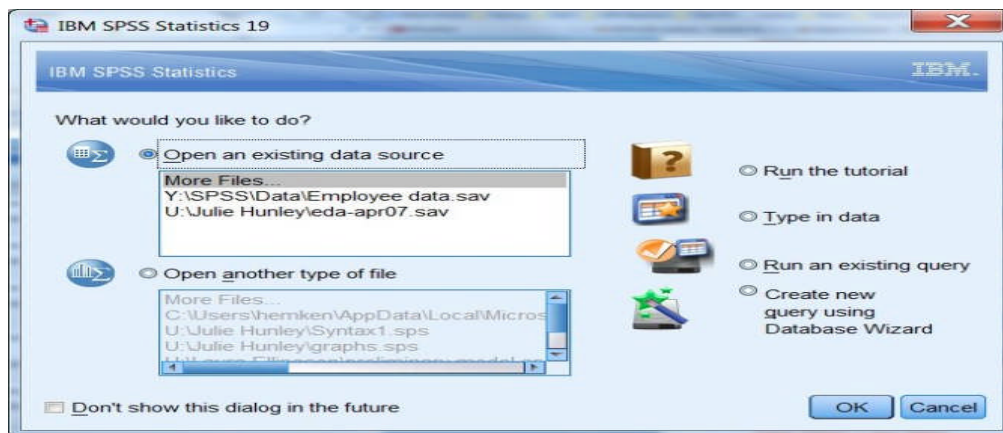 IBM SPSS Statistics 19
IBM SPSS Statistics
IBM.
What would you like to do?
Open an existing data source
More Files...
Y:\SPSS\Data\Employee data.sav
U:\Julie Hunley\eda-apr07.sav
Open another type of file
More Files...
C:\Users\hemken\AppData\Local\Micros
U:\Julie Hunley\Syntax1.sps
U:\Julie Hunley\graphs.sps
?
Run the tutorial
Type in data
Run an existing query
Create new
query using
Database Wizard
Don't show this dialog in the future
OK
Cancel